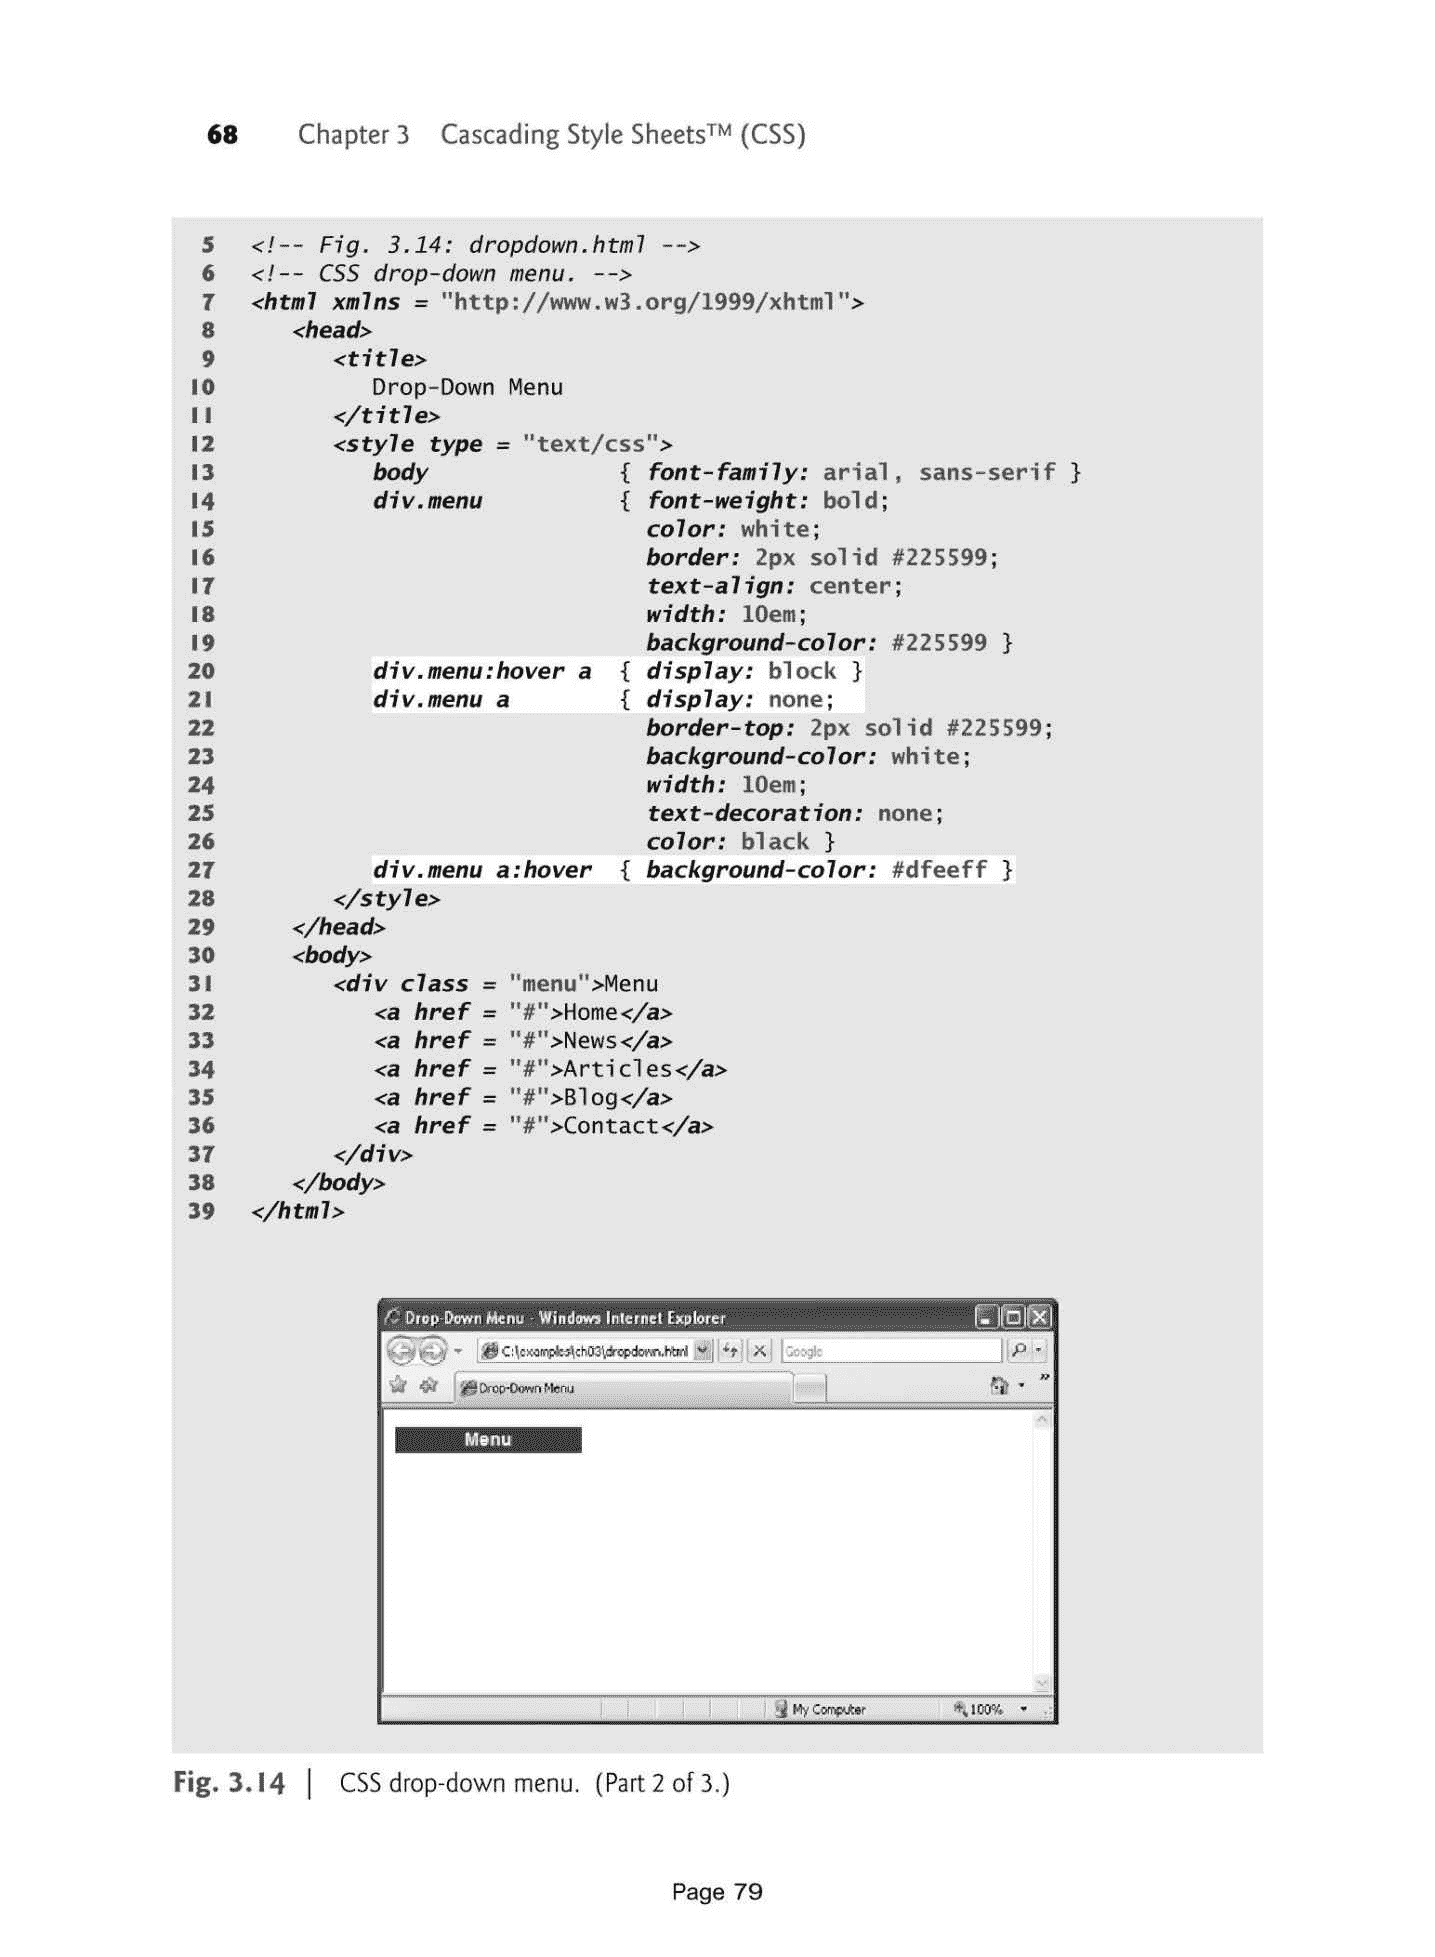 68 Chapter 3 Cascading Style Sheets™ (CSS)
5 <!-- Fig. 3.14: dropdown.html -->
6 <!-- CSS drop-down menu. -->
7 <html xmlns = "http://www.w3.org/1999/xhtml">
8 <head>
9 <title>
10 Drop-Down Menu
11 </title>
12 <style type = "text/css">
13 body { font-family: arial, sans-serif }
14 div.menu { font-weight: bold;
15 color: white;
16 border: 2px solid #225599;
17 text-align: center;
18 width: 10em;
19 background-color: #225599 }
20 div.menu:hover a { display: block }
21 div.menu a { display: none;
22 border-top: 2px solid #225599;
23 background-color: white;
24 width: 10em;
25 text-decoration: none;
26 color: black }
27 div.menu a:hover { background-color: #dfeeff }
28 </style>
29 </head>
30 <body>
31 <div class = "menu">Menu
32 <a href = "#">Home</a>
33 <a href = "#">News</a>
34 <a href = "#">Articles</a>
35 <a href = "#">Blog</a>
36 <a href = "#">Contact</a>
37 </div>
38 </body>
39 </html>
Drop-Down Menu - Windows Internet Explorer
C:\examples\ch03\dropdown.html Google
Drop-Down Menu
Menu
My Computer 100%
Fig. 3.14 | CSS drop-down menu. (Part 2 of 3.)
Page 79